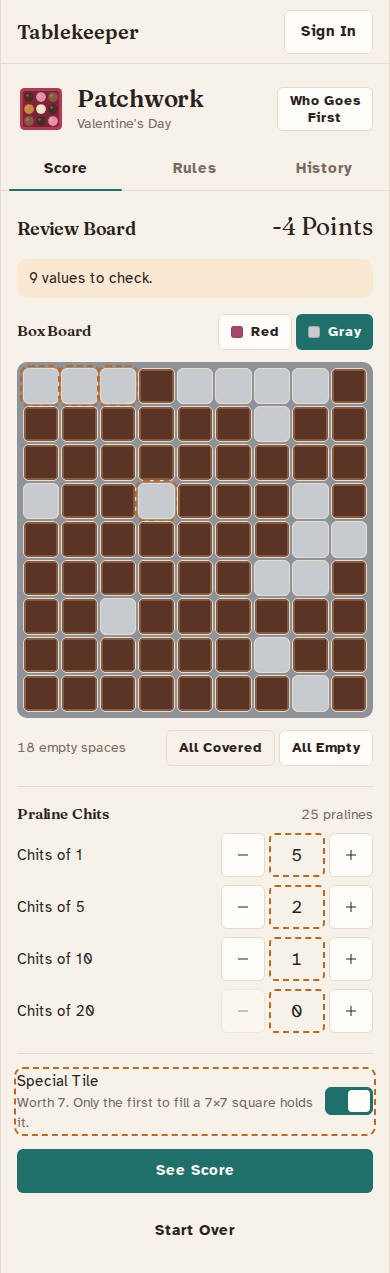 Tablekeeper
Sign In
Patchwork
Valentine's Day
Who Goes
First
Score
Rules
History
Review Board
-4 Points
9 values to check.
Box Board
Red
Gray
18 empty spaces
All Covered
All Empty
Praline Chits
25 pralines
Chits of 1
− 5 +
Chits of 5
− 2 +
Chits of 10
− 1 +
Chits of 20
− 0 +
Special Tile
Worth 7. Only the first to fill a 7×7 square holds
it.
See Score
Start Over